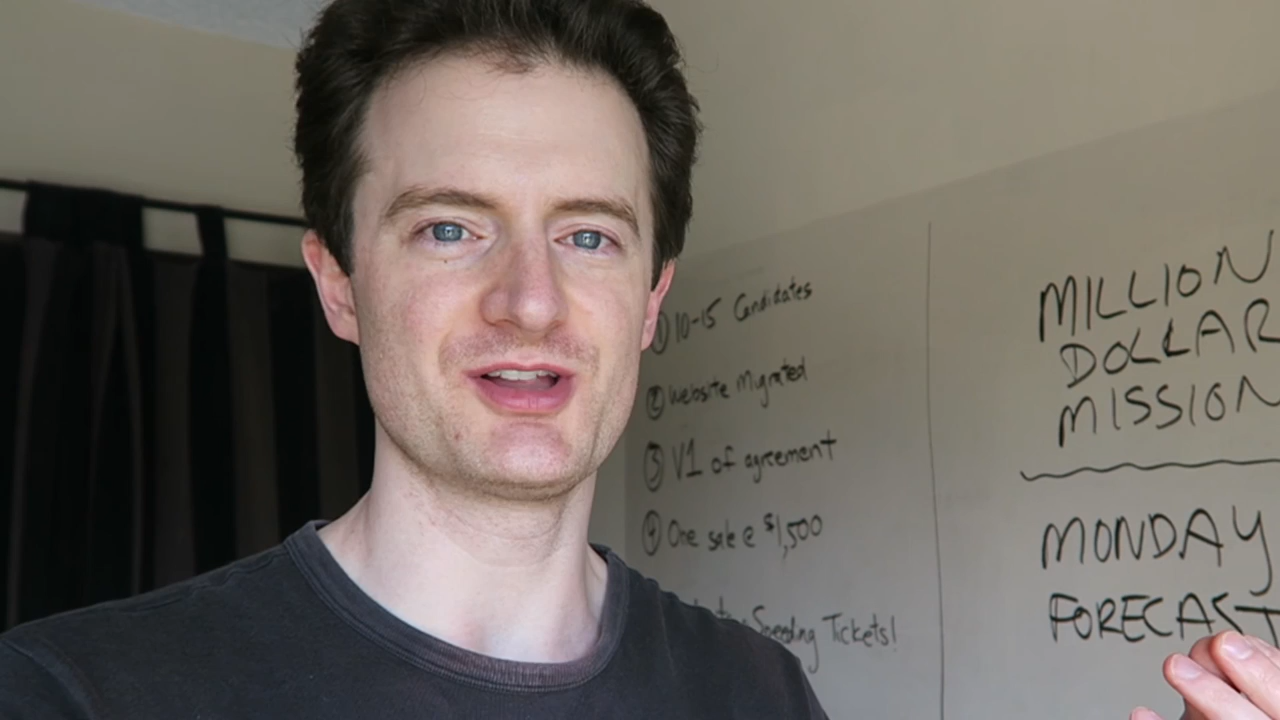 ① 10-15 Candidates
② Website Migrated
③ V1 of agreement
④ One sale @ $1,500
Speeding Tickets!
MILLION
DOLLAR
MISSION
MONDAY
FORECAST